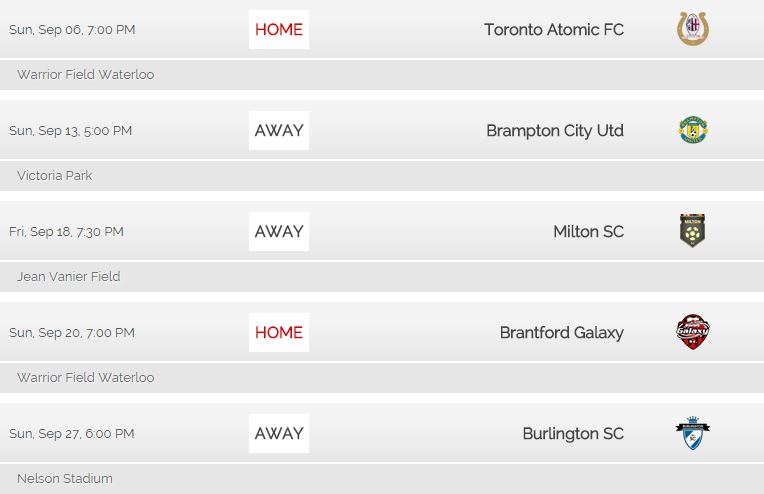 Sun, Sep 06, 7:00 PM HOME Toronto Atomic FC
Warrior Field Waterloo
Sun, Sep 13, 5:00 PM AWAY Brampton City Utd
Victoria Park
Fri, Sep 18, 7:30 PM AWAY Milton SC
MILTON
Jean Vanier Field
Sun, Sep 20, 7:00 PM HOME Brantford Galaxy
Galaxy
Warrior Field Waterloo
Sun, Sep 27, 6:00 PM AWAY Burlington SC
BURLINGTON
Nelson Stadium